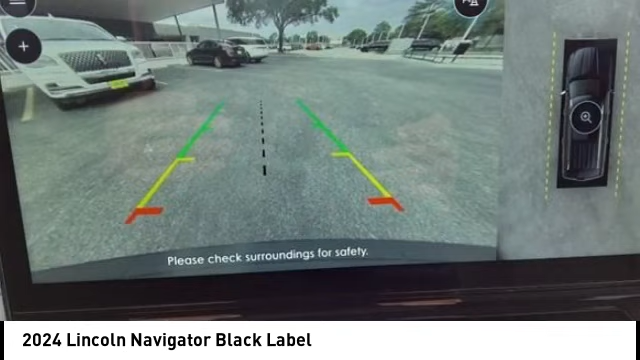 Please check surroundings for safety.
2024 Lincoln Navigator Black Label